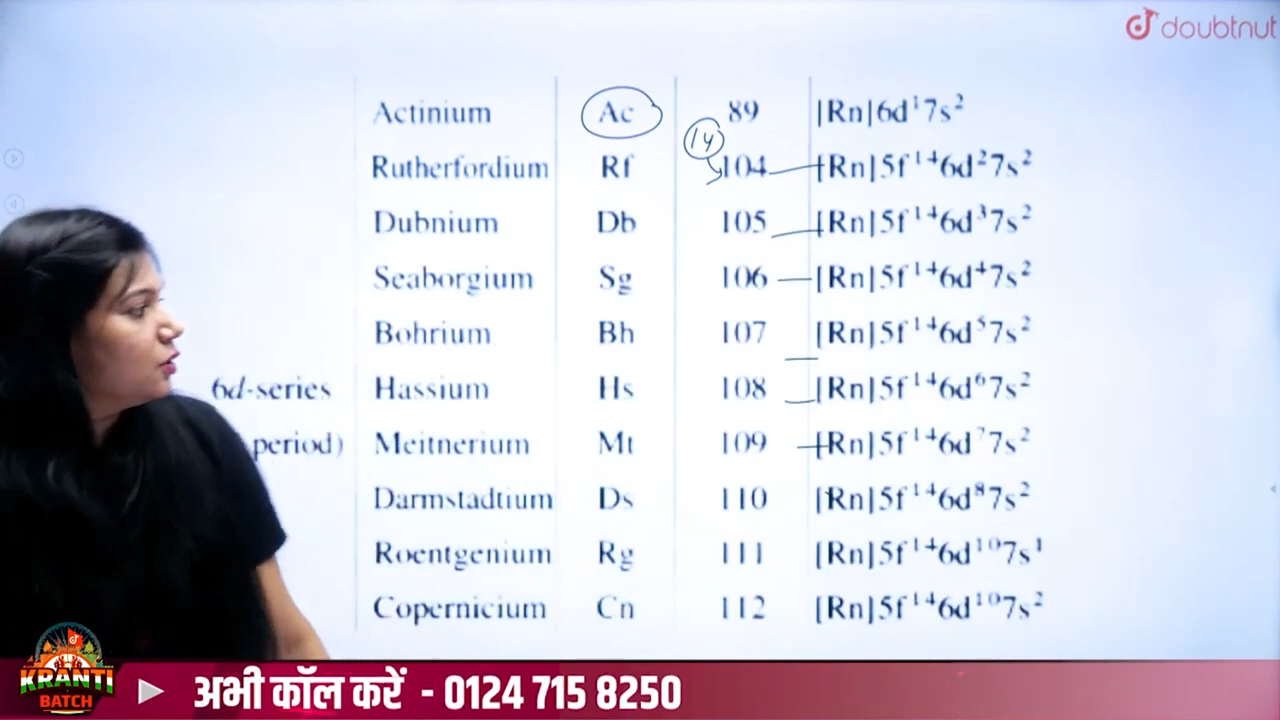 doubtnut
Actinium Ac 89 [Rn]6d¹7s²
14
Rutherfordium Rf 104 [Rn]5f¹⁴6d²7s²
Dubnium Db 105 [Rn]5f¹⁴6d³7s²
Seaborgium Sg 106 [Rn]5f¹⁴6d⁴7s²
Bohrium Bh 107 [Rn]5f¹⁴6d⁵7s²
6d-series Hassium Hs 108 [Rn]5f¹⁴6d⁶7s²
period) Meitnerium Mt 109 [Rn]5f¹⁴6d⁷7s²
Darmstadtium Ds 110 [Rn]5f¹⁴6d⁸7s²
Roentgenium Rg 111 [Rn]5f¹⁴6d¹⁰7s¹
Copernicium Cn 112 [Rn]5f¹⁴6d¹⁰7s²
KRANTI
BATCH
अभी कॉल करें - 0124 715 8250